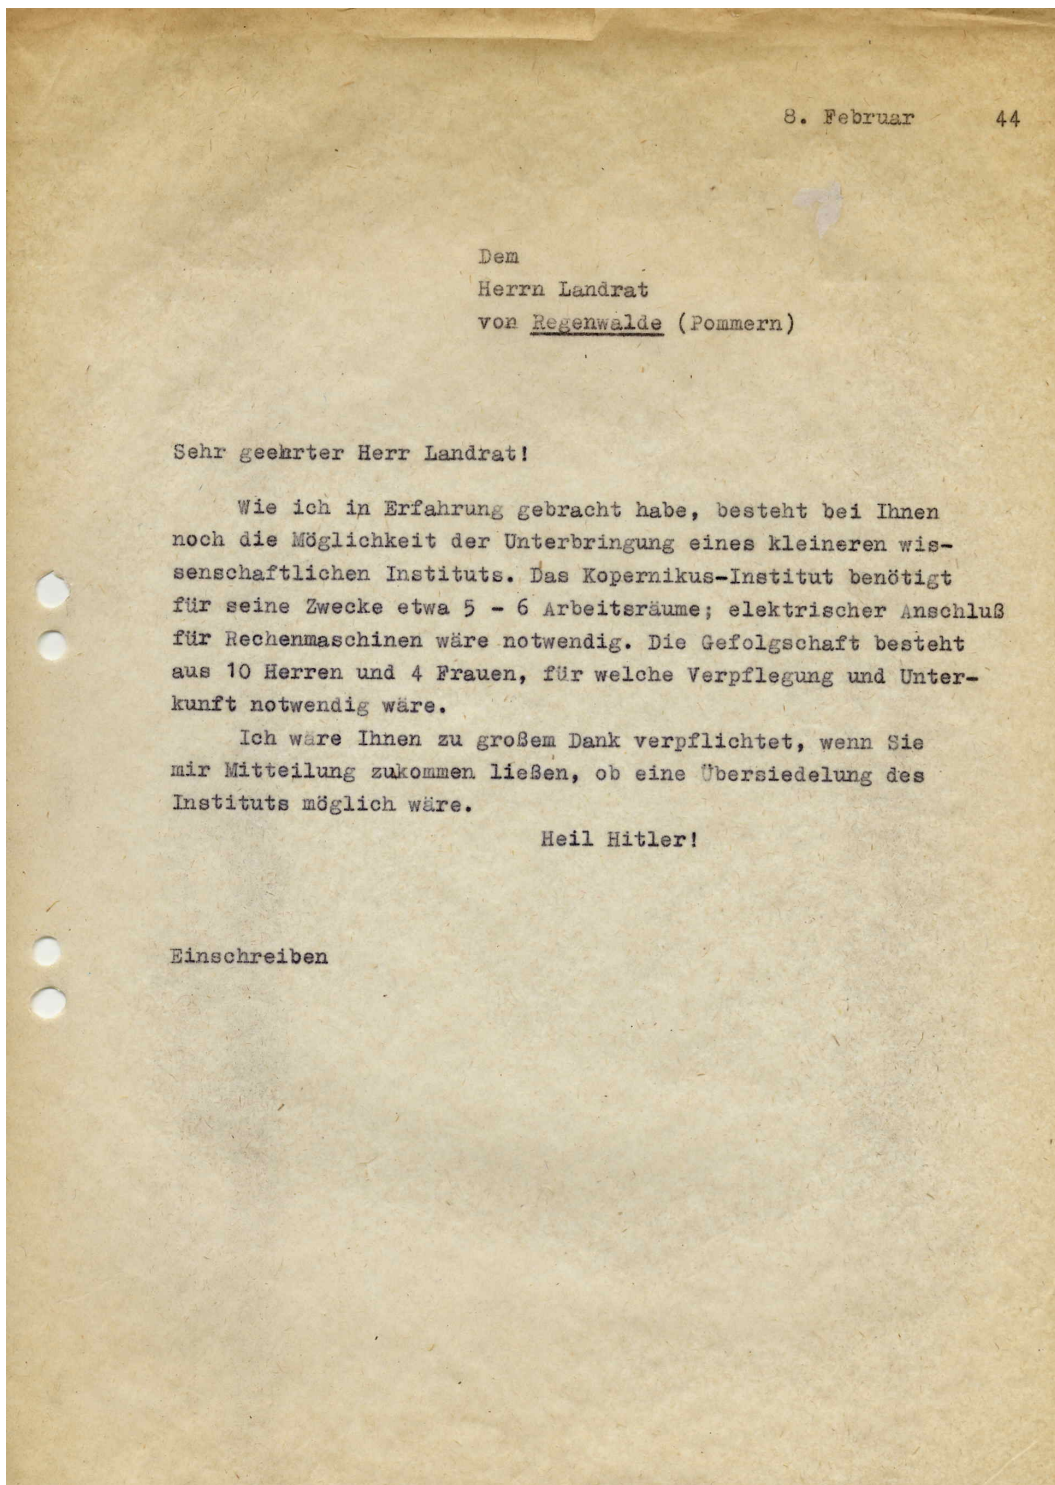 8. Februar 44
Dem
Herrn Landrat
von Regenwalde (Pommern)
Sehr geehrter Herr Landrat!
Wie ich in Erfahrung gebracht habe, besteht bei Ihnen
noch die Möglichkeit der Unterbringung eines kleineren wis-
senschaftlichen Instituts. Das Kopernikus-Institut benötigt
für seine Zwecke etwa 5 - 6 Arbeitsräume; elektrischer Anschluß
für Rechenmaschinen wäre notwendig. Die Gefolgschaft besteht
aus 10 Herren und 4 Frauen, für welche Verpflegung und Unter-
kunft notwendig wäre.
Ich wäre Ihnen zu großem Dank verpflichtet, wenn Sie
mir Mitteilung zukommen ließen, ob eine Übersiedelung des
Instituts möglich wäre.
Heil Hitler!
Einschreiben